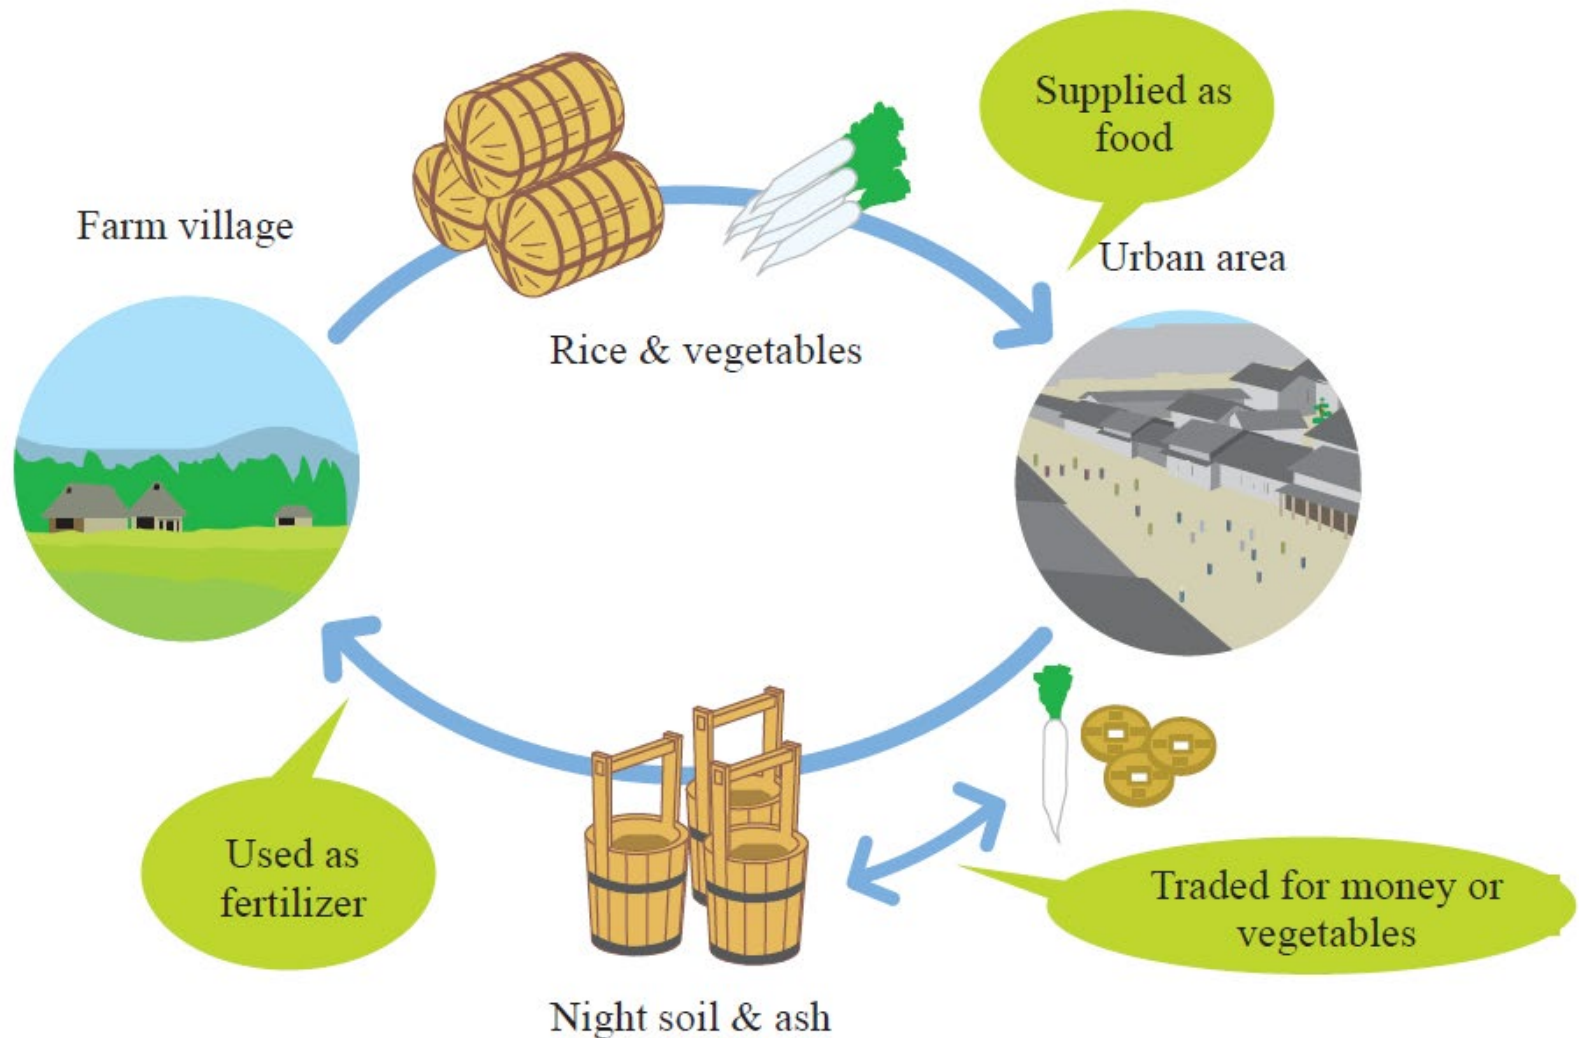 Supplied as
food
Farm village
Urban area
Rice & vegetables
Used as
fertilizer
Traded for money or
vegetables
Night soil & ash